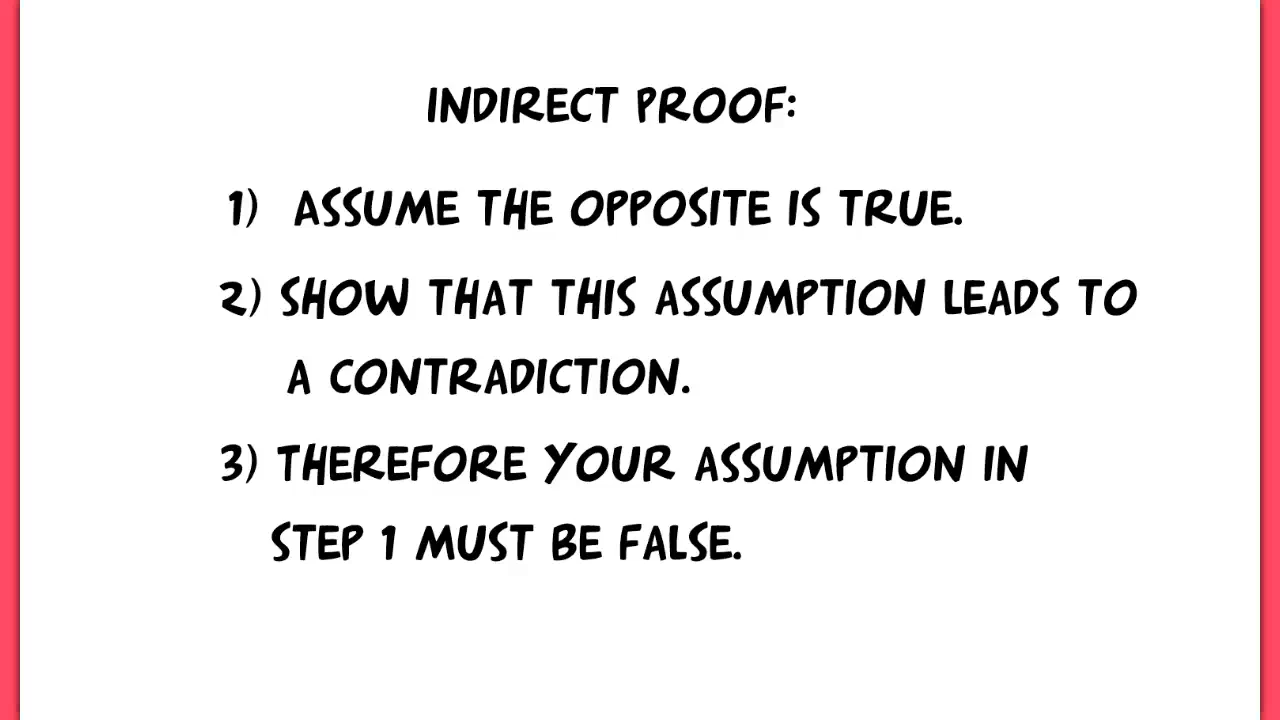 INDIRECT PROOF:
1) ASSUME THE OPPOSITE IS TRUE.
2) SHOW THAT THIS ASSUMPTION LEADS TO
A CONTRADICTION.
3) THEREFORE YOUR ASSUMPTION IN
STEP 1 MUST BE FALSE.